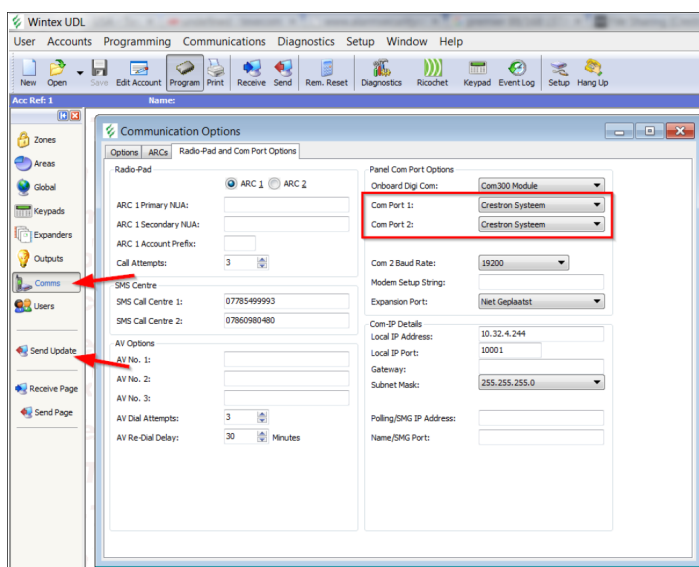 Wintex UDL
User Accounts Programming Communications Diagnostics Setup Window Help
New Open Save Edit Account Program Print Receive Send Rem. Reset Diagnostics Ricochet Keypad Event Log Setup Hang Up
Acc Ref: 1 Name:
Zones
Areas
Global
Keypads
Expanders
Outputs
Comms
Users
Send Update
Receive Page
Send Page
Communication Options
Options ARCs Radio-Pad and Com Port Options
Radio-Pad
ARC 1 ARC 2
ARC 1 Primary NUA:
ARC 1 Secondary NUA:
ARC 1 Account Prefix:
Call Attempts: 3
SMS Centre
SMS Call Centre 1: 07785499993
SMS Call Centre 2: 07860980480
AV Options
AV No. 1:
AV No. 2:
AV No. 3:
AV Dial Attempts: 3
AV Re-Dial Delay: 30 Minutes
Panel Com Port Options
Onboard Digi Com: Com300 Module
Com Port 1: Crestron Systeem
Com Port 2: Crestron Systeem
Com 2 Baud Rate: 19200
Modem Setup String:
Expansion Port: Niet Geplaatst
Com-IP Details
Local IP Address: 10.32.4.244
Local IP Port: 10001
Gateway:
Subnet Mask: 255.255.255.0
Polling/SMG IP Address:
Name/SMG Port: